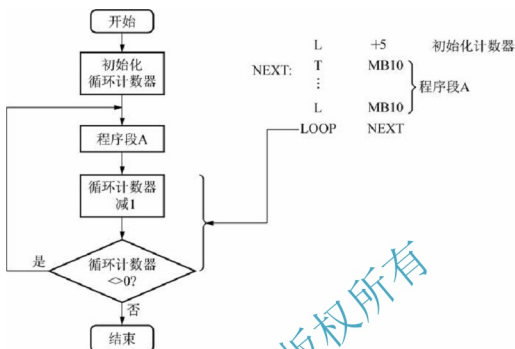 开始
初始化
循环计数器
程序段A
循环计数器
减1
循环计数器
<>0?
是
否
结束
L +5 初始化计数器
NEXT: T MB10
⋮
程序段A
L MB10
LOOP NEXT
版权所有